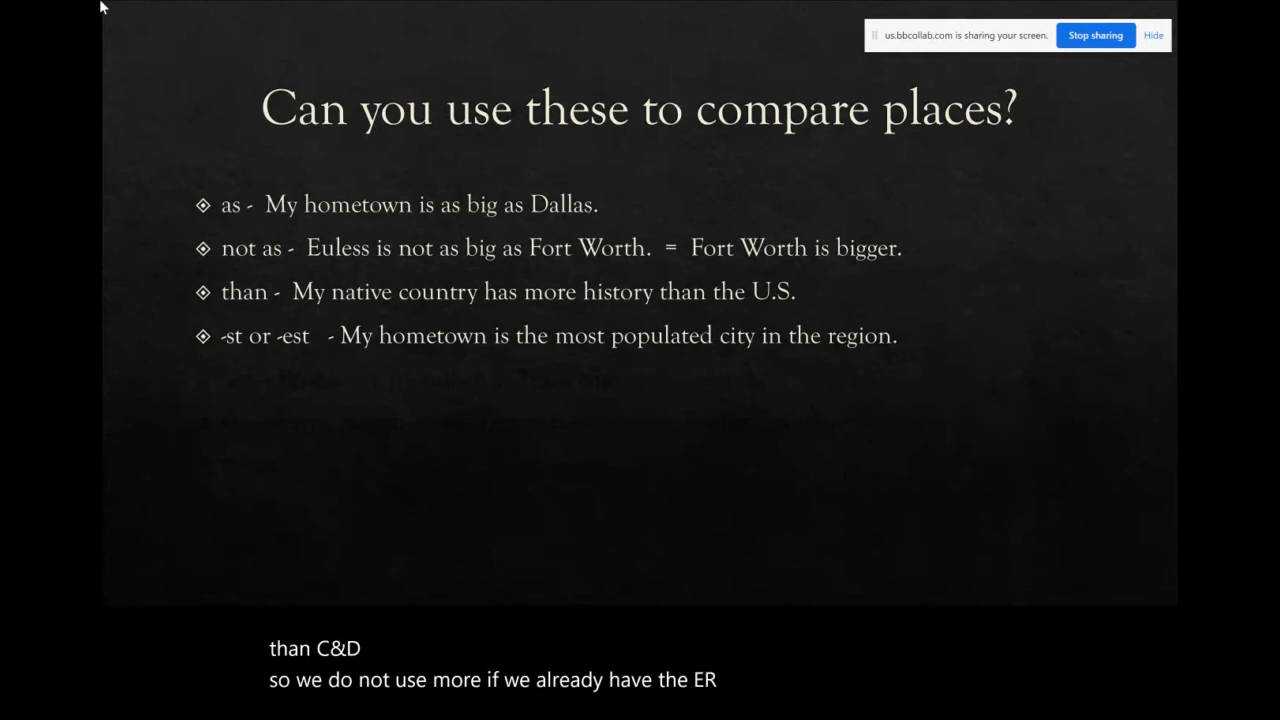 us.bbcollab.com is sharing your screen. Stop sharing Hide
Can you use these to compare places?
as - My hometown is as big as Dallas.
not as - Euless is not as big as Fort Worth. = Fort Worth is bigger.
than - My native country has more history than the U.S.
-st or -est - My hometown is the most populated city in the region.
than C&D
so we do not use more if we already have the ER